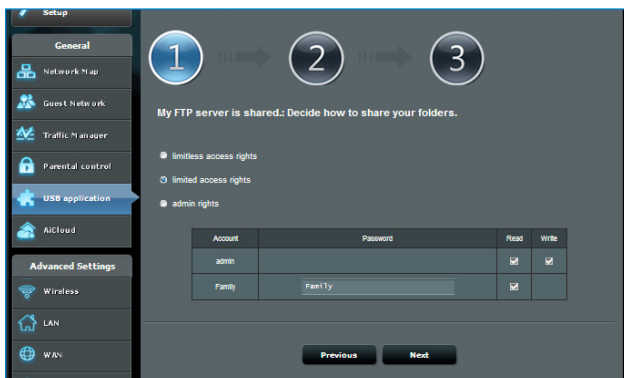 Setup
General
Network Map
Guest Network
Traffic Manager
Parental control
USB application
AiCloud
Advanced Settings
Wireless
LAN
WAN
1 2 3
My FTP server is shared.: Decide how to share your folders.
limitless access rights
limited access rights
admin rights
Account Password Read Write
admin
Family Family
Previous Next